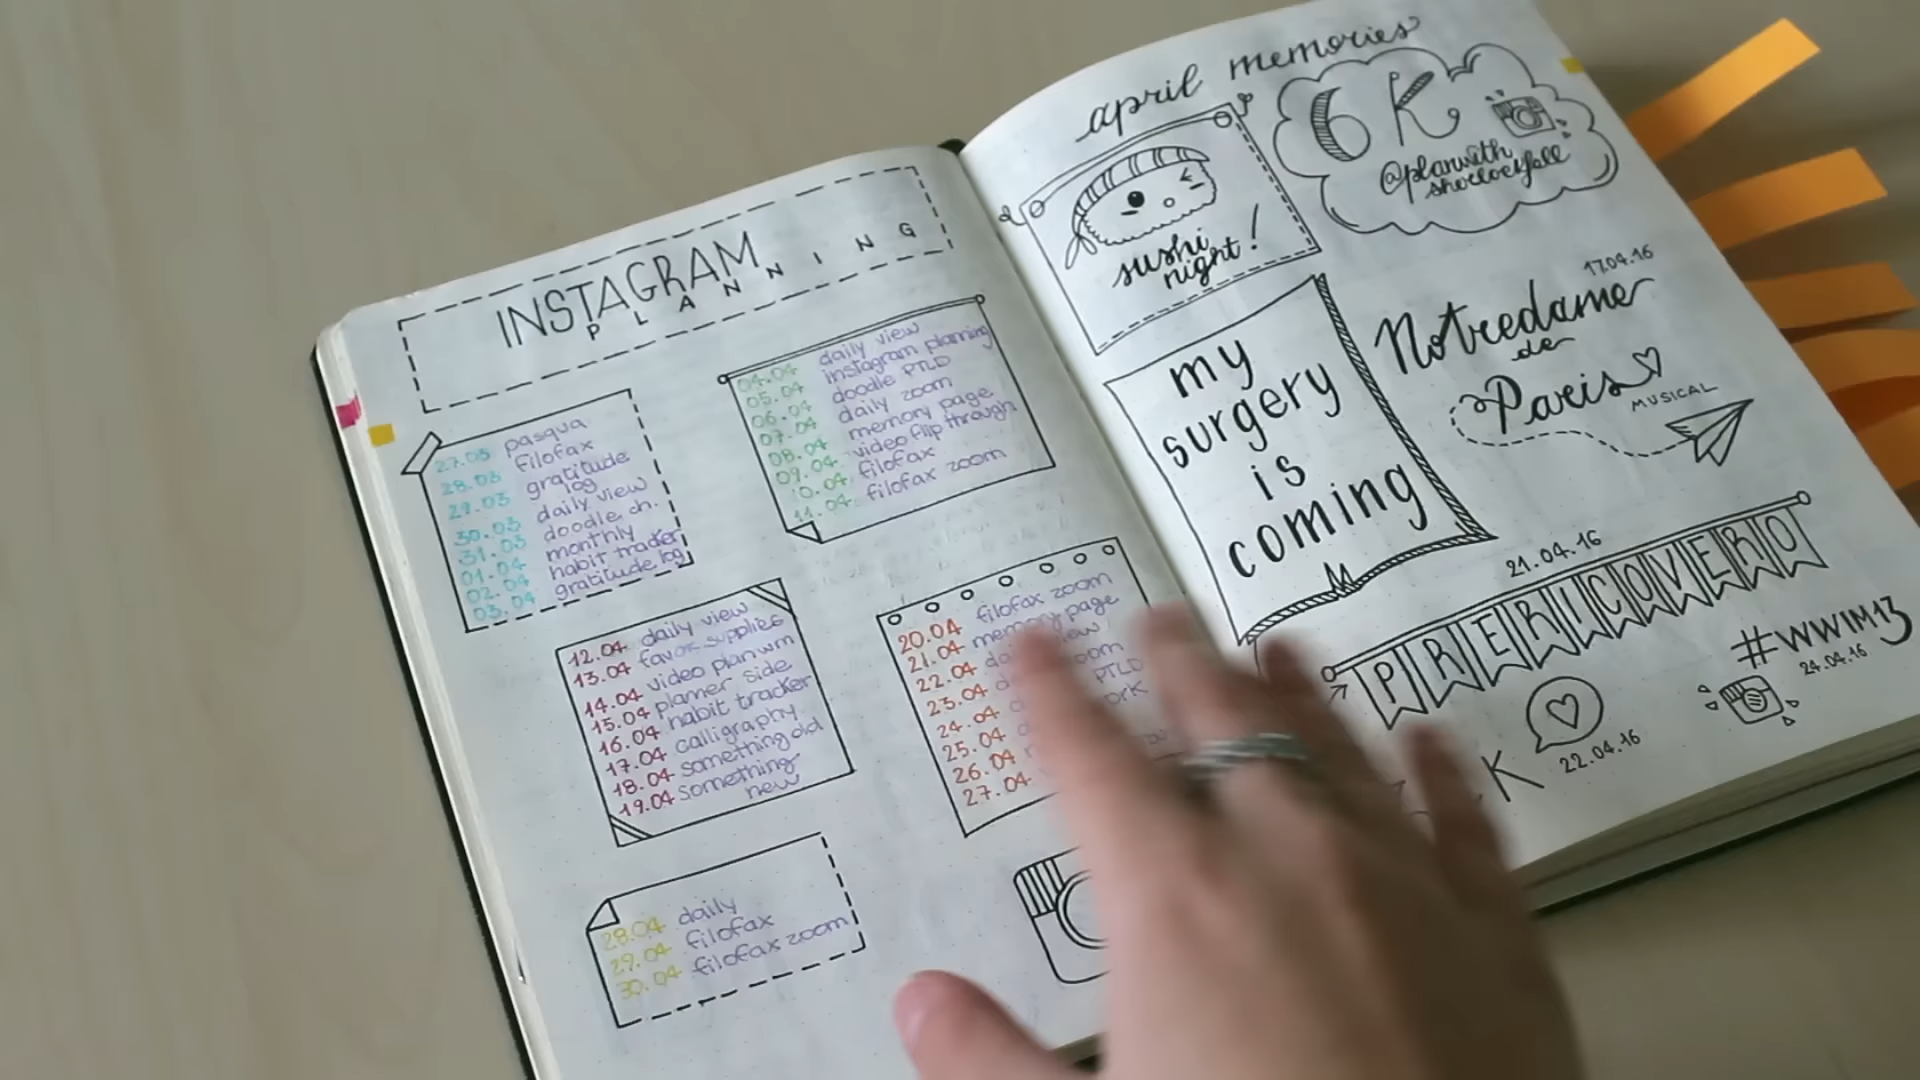 INSTAGRAM
PLANNING
27.03 pasqua
28.03 filofax
29.03 gratitude
log
30.03 daily view
31.03 doodle ch.
01.04 monthly
02.04 habit tracker
03.04 gratitude log
04.04 daily view
05.04 instagram planning
06.04 doodle PTLD
07.04 daily zoom
08.04 memory page
09.04 video flip through
10.04 filofax
11.04 filofax zoom
12.04 daily view
13.04 fav supplies
14.04 video planwm
15.04 planer side
16.04 habit tracker
17.04 calligraphy
18.04 something old
19.04 something
new
20.04 filofax zoom
21.04 memory page
22.04
23.04
24.04 PTLD
25.04
26.04
27.04
28.04 daily
29.04 filofax
30.04 filofax zoom
april memories
sushi
night!
6K
@planwith
my
surgery
is
coming
17.04.16
Notredame
de
Paris
MUSICAL
21.04.16
PRERICOVERO
#WWIM13
24.04.16
K
22.04.16